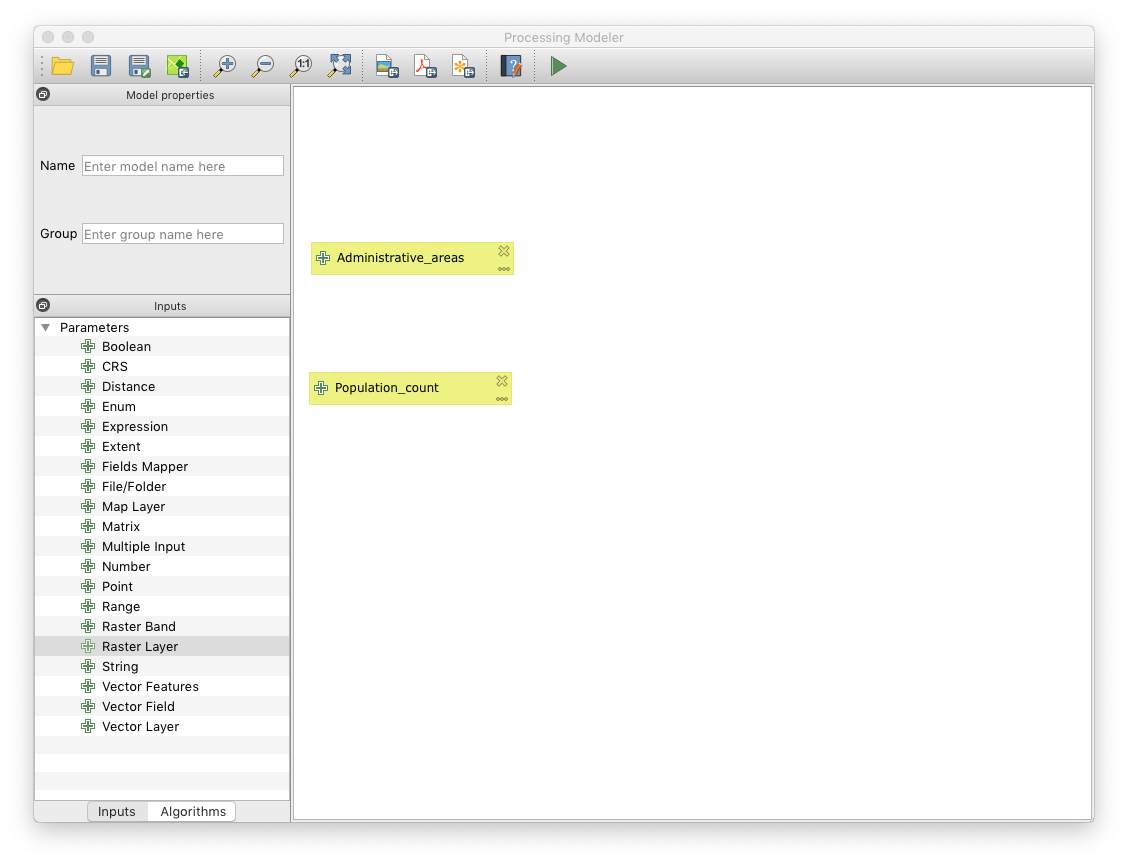 Processing Modeler
1:1
Model properties
Name Enter model name here
Group Enter group name here
Administrative_areas
Population_count
Inputs
Parameters
Boolean
CRS
Distance
Enum
Expression
Extent
Fields Mapper
File/Folder
Map Layer
Matrix
Multiple Input
Number
Point
Range
Raster Band
Raster Layer
String
Vector Features
Vector Field
Vector Layer
Inputs Algorithms